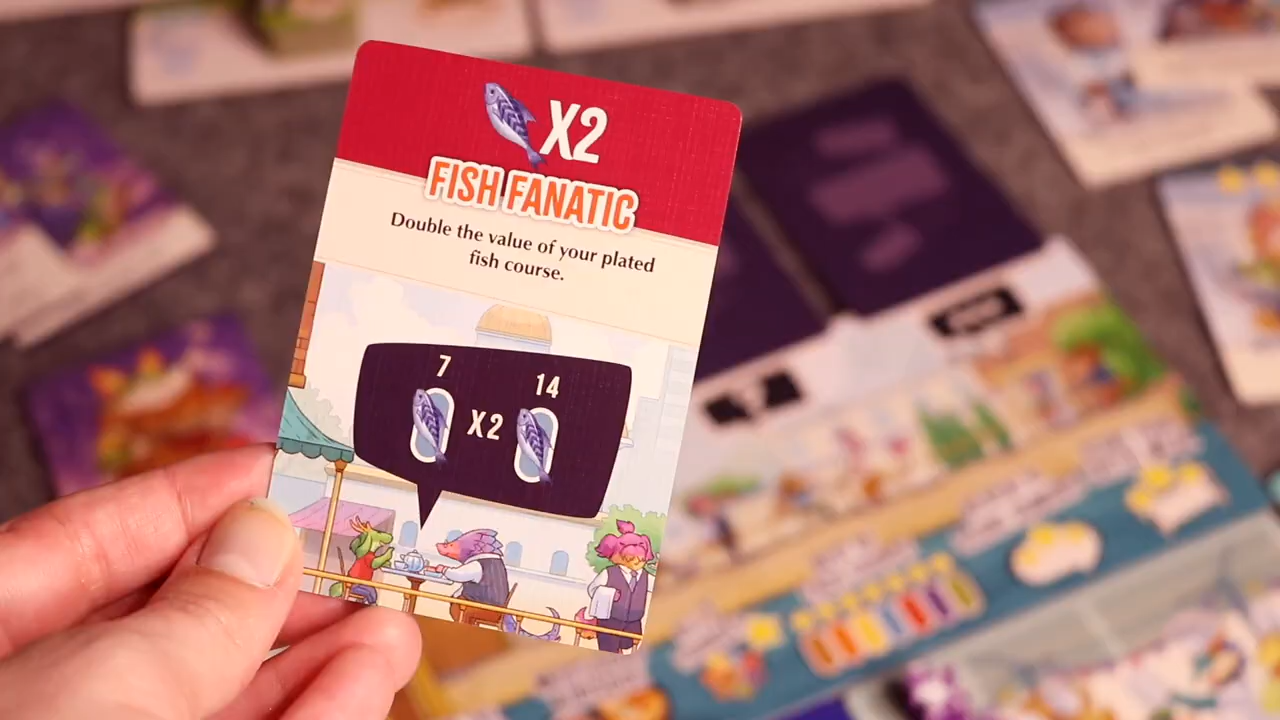 X2
FISH FANATIC
Double the value of your plated
fish course.
7 14
X2